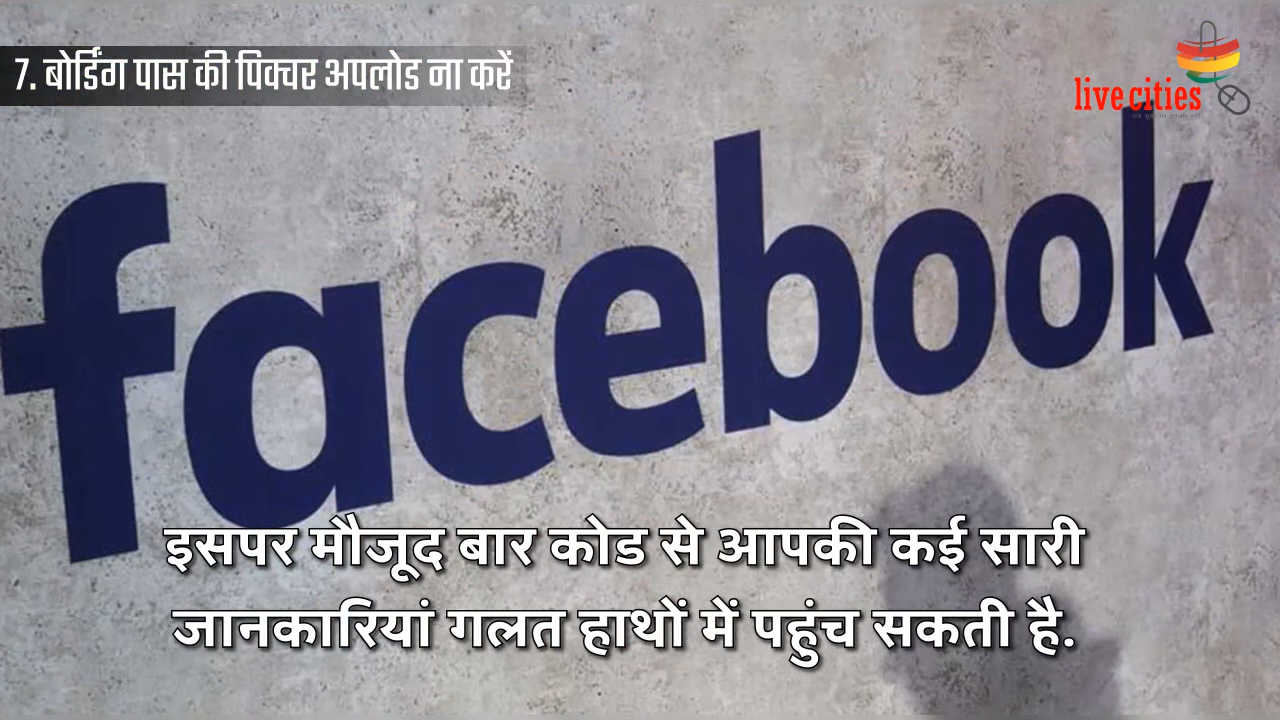 7. बोर्डिंग पास की पिक्चर अपलोड ना करें
live cities
facebook
इसपर मौजूद बार कोड से आपकी कई सारी
जानकारियां गलत हाथों में पहुंच सकती है.